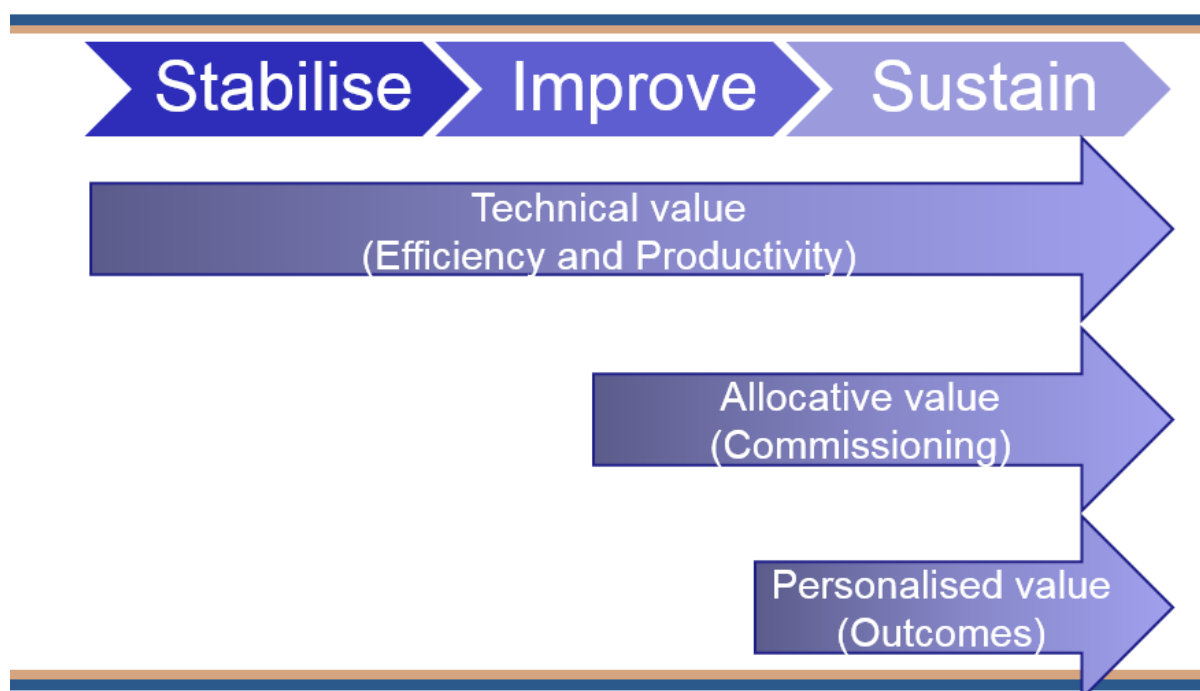 Stabilise
Improve
Sustain
Technical value
(Efficiency and Productivity)
Allocative value
(Commissioning)
Personalised value
(Outcomes)